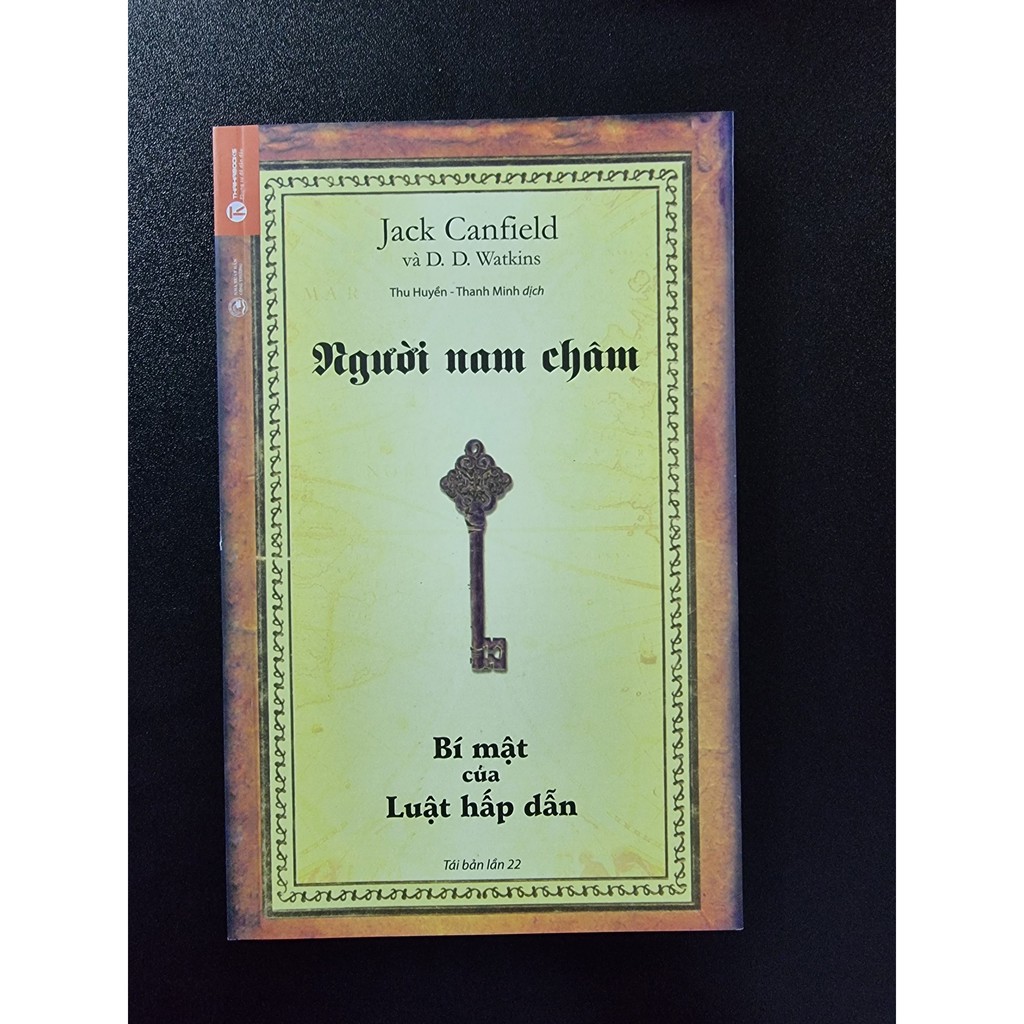 Jack Canfield
và D. D. Watkins
Thu Huyền - Thanh Minh dịch
Người nam châm
Bí mật
của
Luật hấp dẫn
Tái bản lần 22
THAIHABOOKS